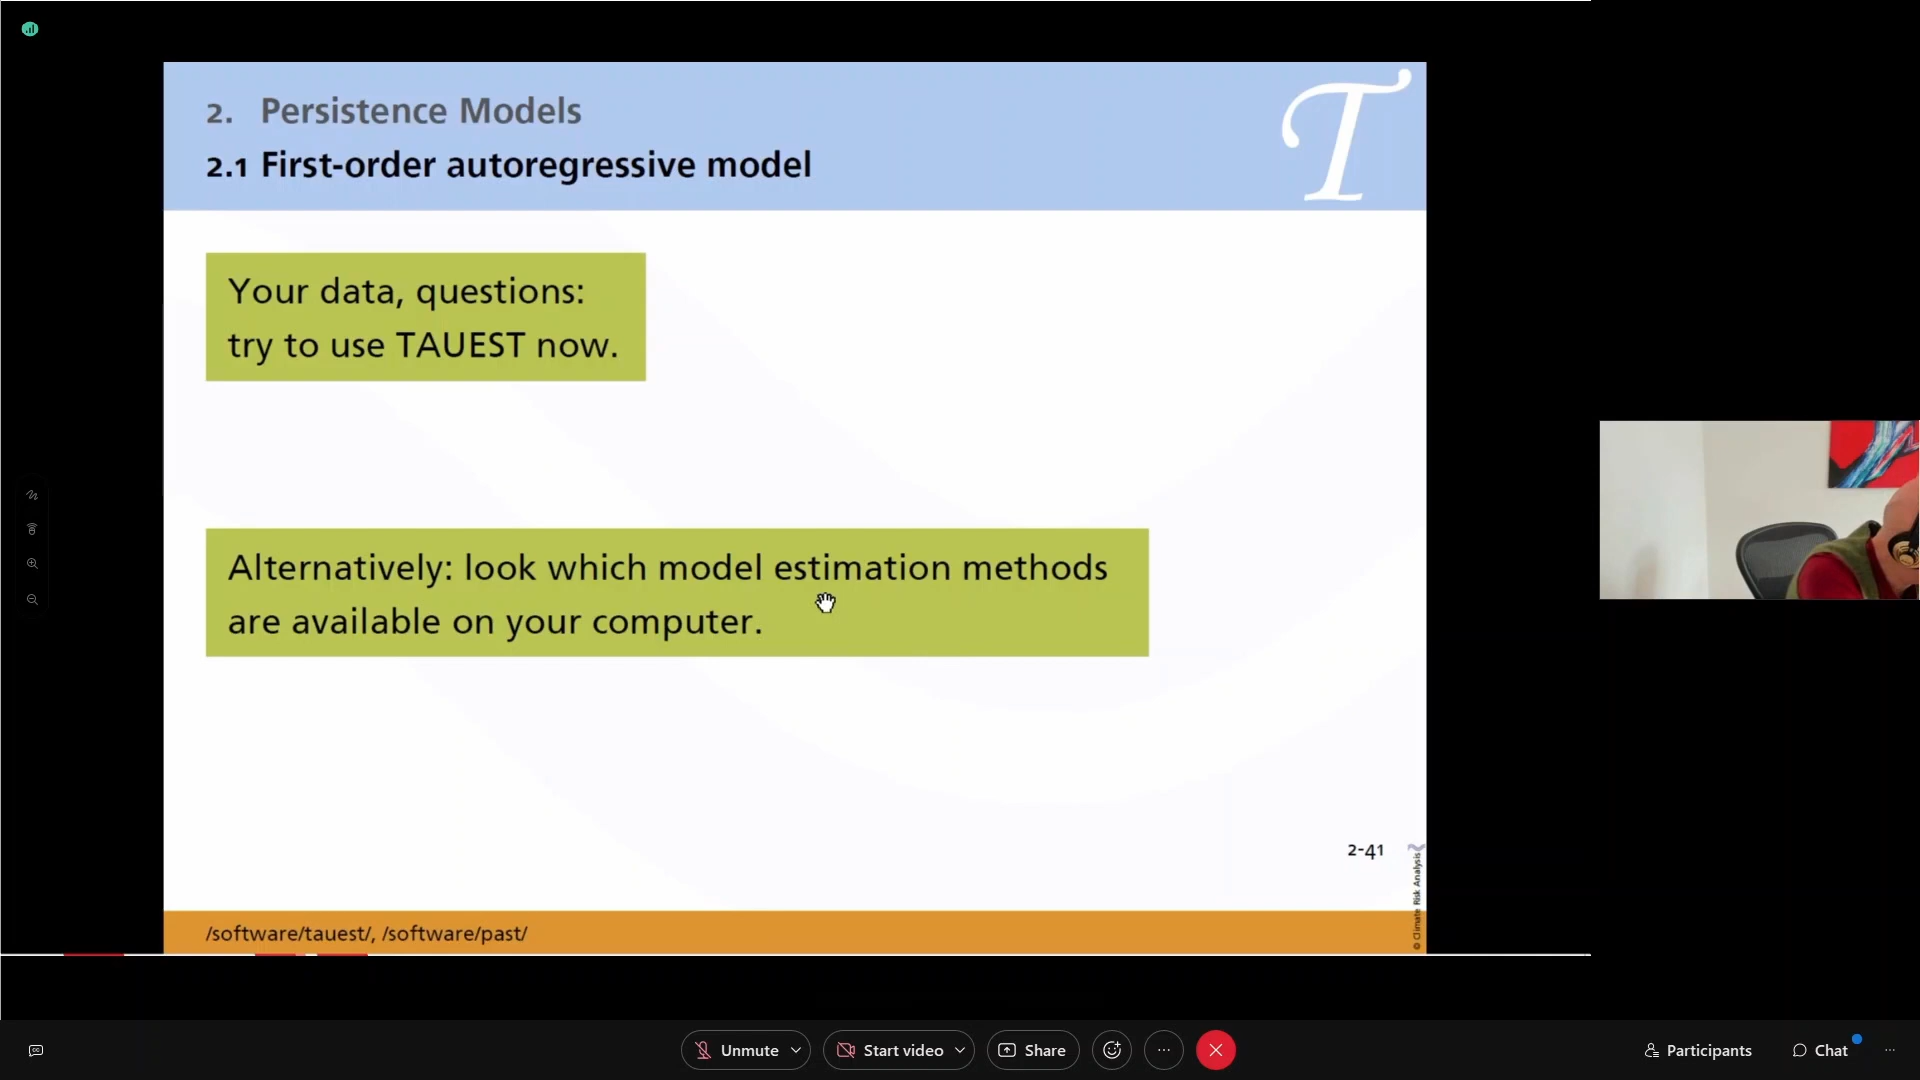 2. Persistence Models
T
2.1 First-order autoregressive model
Your data, questions:
try to use TAUEST now.
Alternatively: look which model estimation methods
are available on your computer.
2-41
© Climate Risk Analysis
/software/tauest/, /software/past/
Unmute
Start video
Share
Participants
Chat